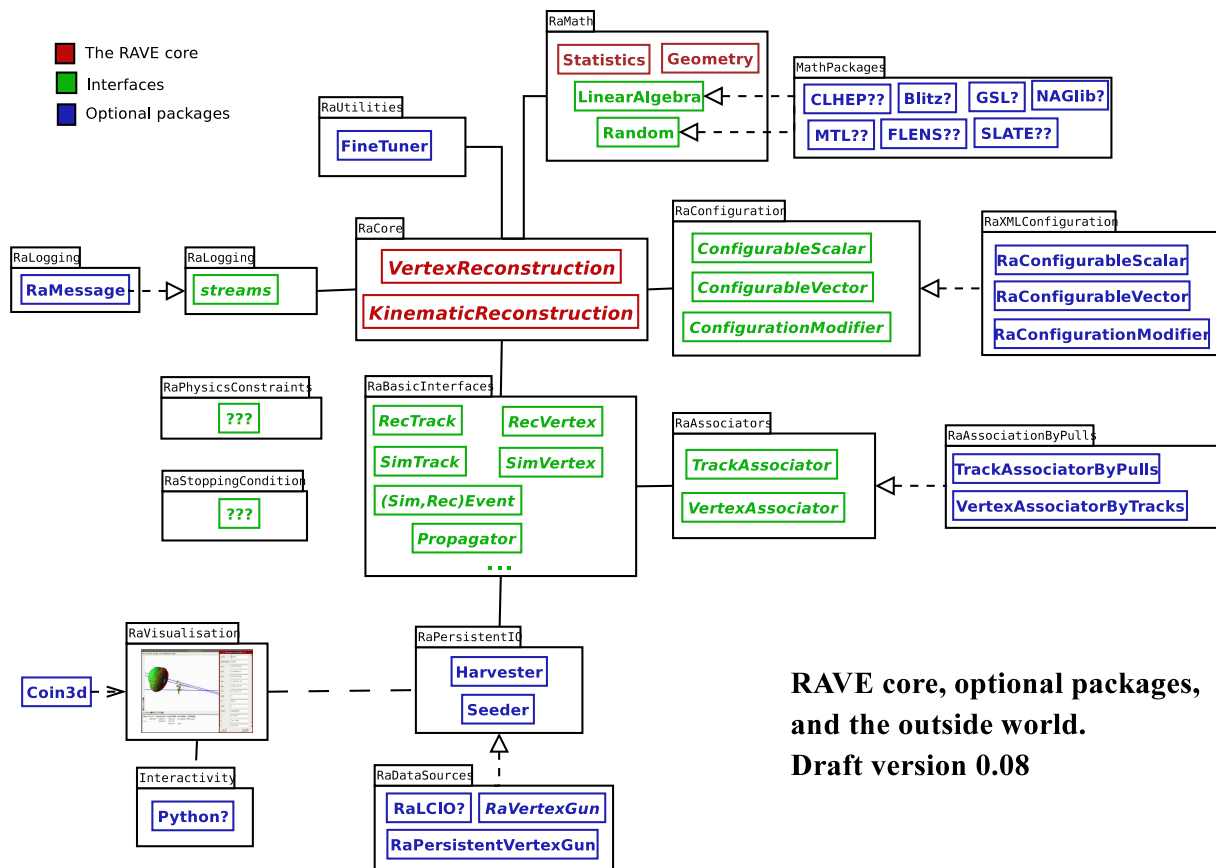 The RAVE core
Interfaces
Optional packages
RaMath
Statistics
Geometry
LinearAlgebra
Random
MathPackages
CLHEP??
Blitz?
GSL?
NAGlib?
MTL??
FLENS??
SLATE??
RaUtilities
FineTuner
RaCore
VertexReconstruction
KinematicReconstruction
RaLogging
RaMessage
RaLogging
streams
RaConfiguration
ConfigurableScalar
ConfigurableVector
ConfigurationModifier
RaXMLConfiguration
RaConfigurableScalar
RaConfigurableVector
RaConfigurationModifier
RaPhysicsConstraints
???
RaStoppingCondition
???
RaBasicInterfaces
RecTrack
RecVertex
SimTrack
SimVertex
(Sim,Rec)Event
Propagator
...
RaAssociators
TrackAssociator
VertexAssociator
RaAssociationByPulls
TrackAssociatorByPulls
VertexAssociatorByTracks
RaVisualisation
Coin3d
Interactivity
Python?
RaPersistentIO
Harvester
Seeder
RaDataSources
RaLCIO?
RaVertexGun
RaPersistentVertexGun
RAVE core, optional packages,
and the outside world.
Draft version 0.08